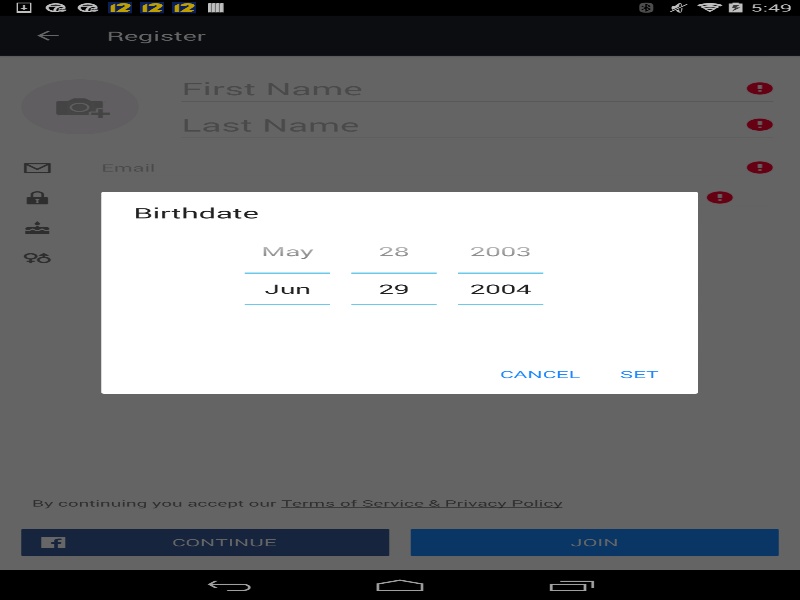 12 12 12 5:49
Register
First Name
Last Name
Email
Birthdate
May 28 2003
Jun 29 2004
CANCEL SET
By continuing you accept our Terms of Service & Privacy Policy
CONTINUE JOIN